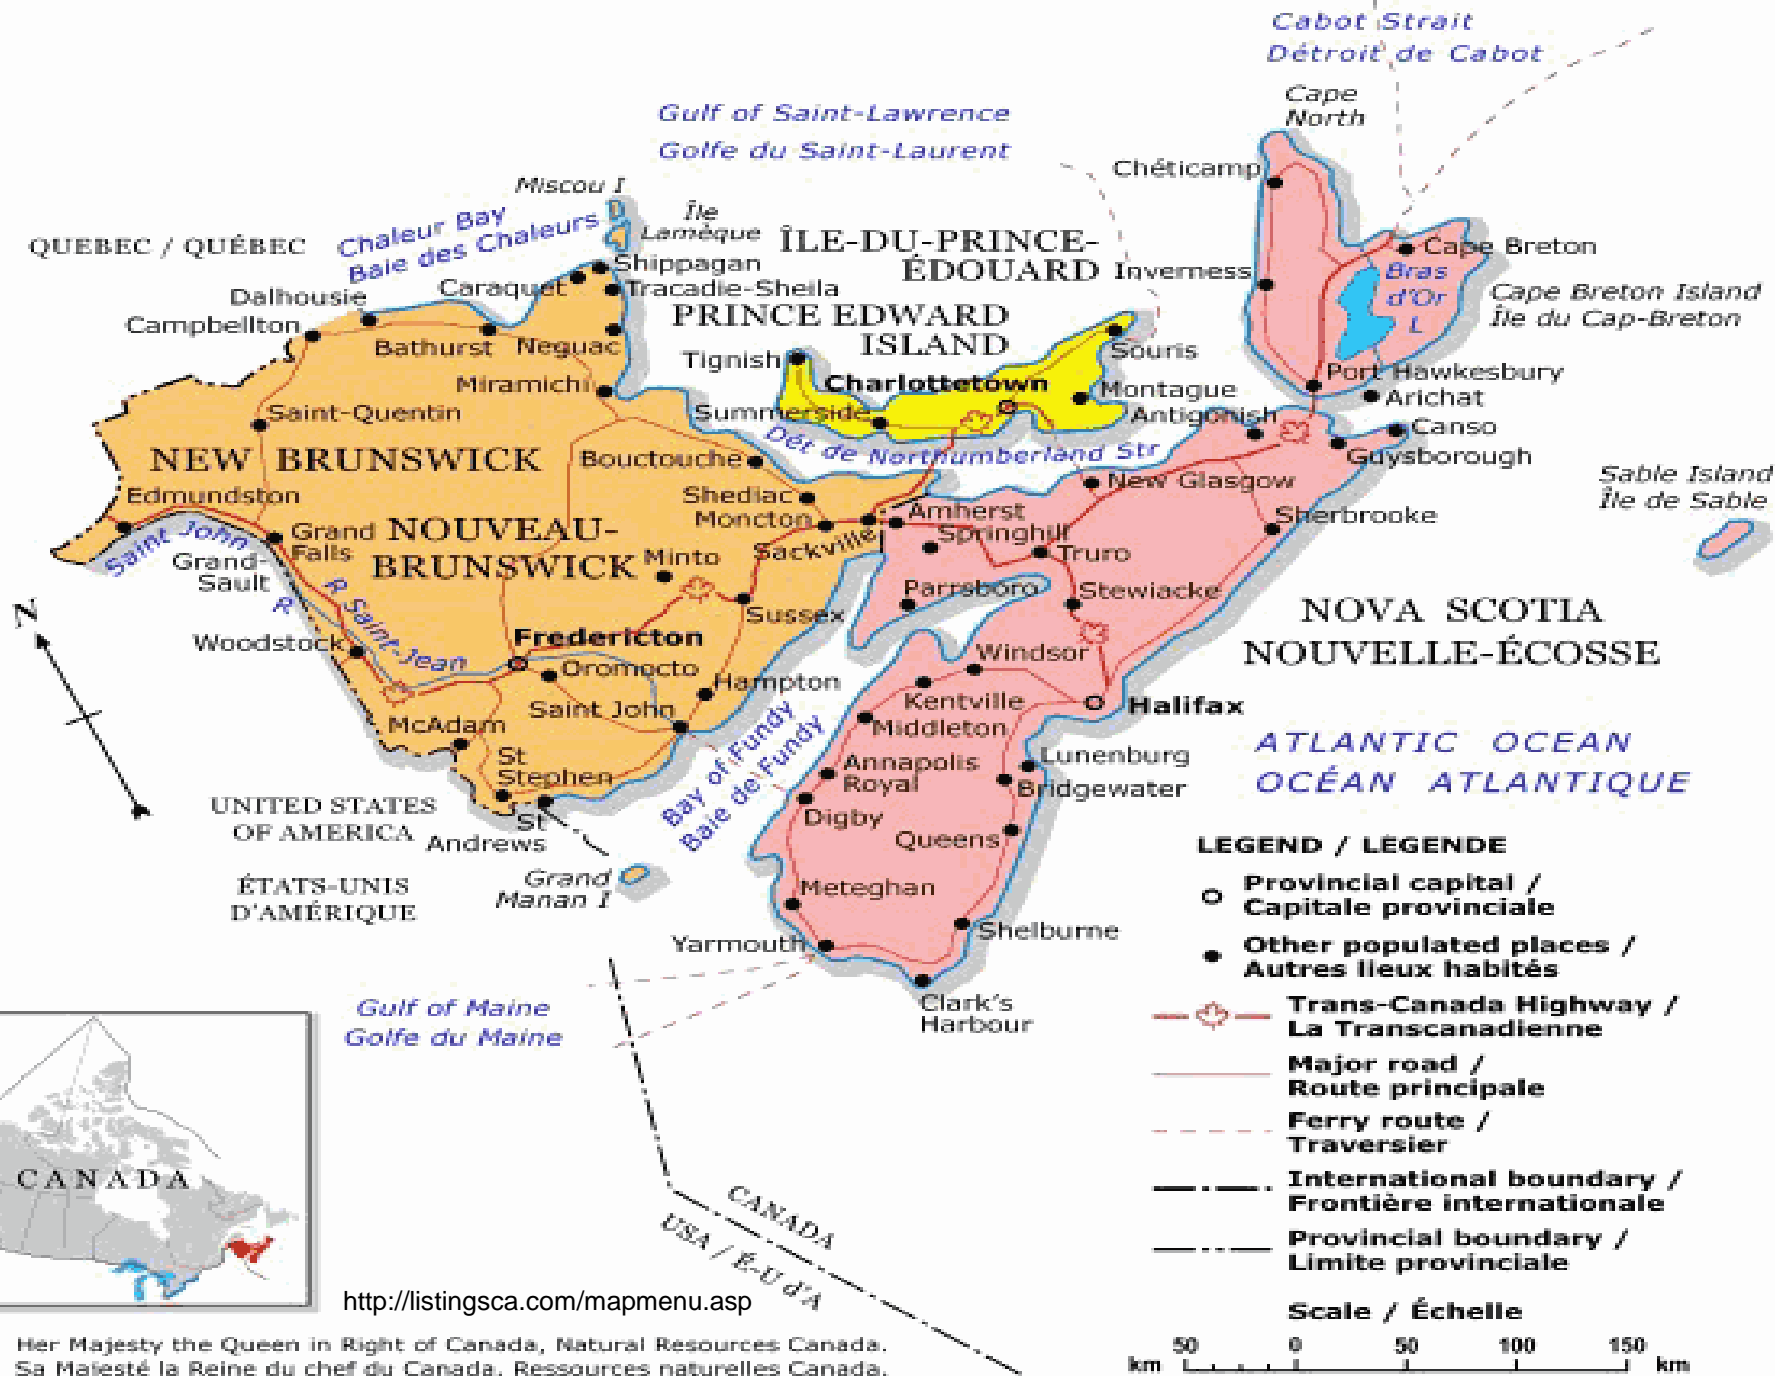 Cabot Strait
Détroit de Cabot
Cape
North
Gulf of Saint-Lawrence
Golfe du Saint-Laurent
Chéticamp
Miscou I
Île
Lamèque
Chaleur Bay
Baie des Chaleurs
QUEBEC / QUÉBEC
ÎLE-DU-PRINCE-
ÉDOUARD
Inverness
Cape Breton
Bras
d'Or
L
Cape Breton Island
Île du Cap-Breton
Shippagan
Caraquet
Tracadie-Sheila
Dalhousie
Campbellton
PRINCE EDWARD
ISLAND
Bathurst
Neguac
Tignish
Souris
Miramichi
Charlottetown
Montague
Port Hawkesbury
Arichat
Saint-Quentin
Summerside
Antigonish
Canso
Dét de Northumberland Str
Guysborough
NEW BRUNSWICK
Bouctouche
Sable Island
Île de Sable
Edmundston
Shediac
New Glasgow
Moncton
Amherst
Sherbrooke
Saint John
R
Grand
Falls
NOUVEAU-
BRUNSWICK
Sackville
Springhill
Truro
Grand-
Sault
Minto
R Saint-Jean
Parrsboro
Stewiacke
Sussex
NOVA SCOTIA
NOUVELLE-ÉCOSSE
N
Woodstock
Fredericton
Oromocto
Windsor
Hampton
Kentville
Halifax
McAdam
Saint John
Middleton
Bay of Fundy
Baie de Fundy
ATLANTIC OCEAN
OCÉAN ATLANTIQUE
St
Stephen
Annapolis
Royal
Lunenburg
Bridgewater
UNITED STATES
OF AMERICA
St
Andrews
Digby
Queens
ÉTATS-UNIS
D'AMÉRIQUE
Grand
Manan I
Meteghan
Yarmouth
Shelburne
Clark's
Harbour
Gulf of Maine
Golfe du Maine
LEGEND / LÉGENDE
Provincial capital /
Capitale provinciale
Other populated places /
Autres lieux habités
Trans-Canada Highway /
La Transcanadienne
Major road /
Route principale
Ferry route /
Traversier
International boundary /
Frontière internationale
Provincial boundary /
Limite provinciale
Scale / Échelle
50 0 50 100 150
km km
CANADA
CANADA
USA / É-U d'A
http://listingsca.com/mapmenu.asp
Her Majesty the Queen in Right of Canada, Natural Resources Canada.
Sa Majesté la Reine du chef du Canada, Ressources naturelles Canada.